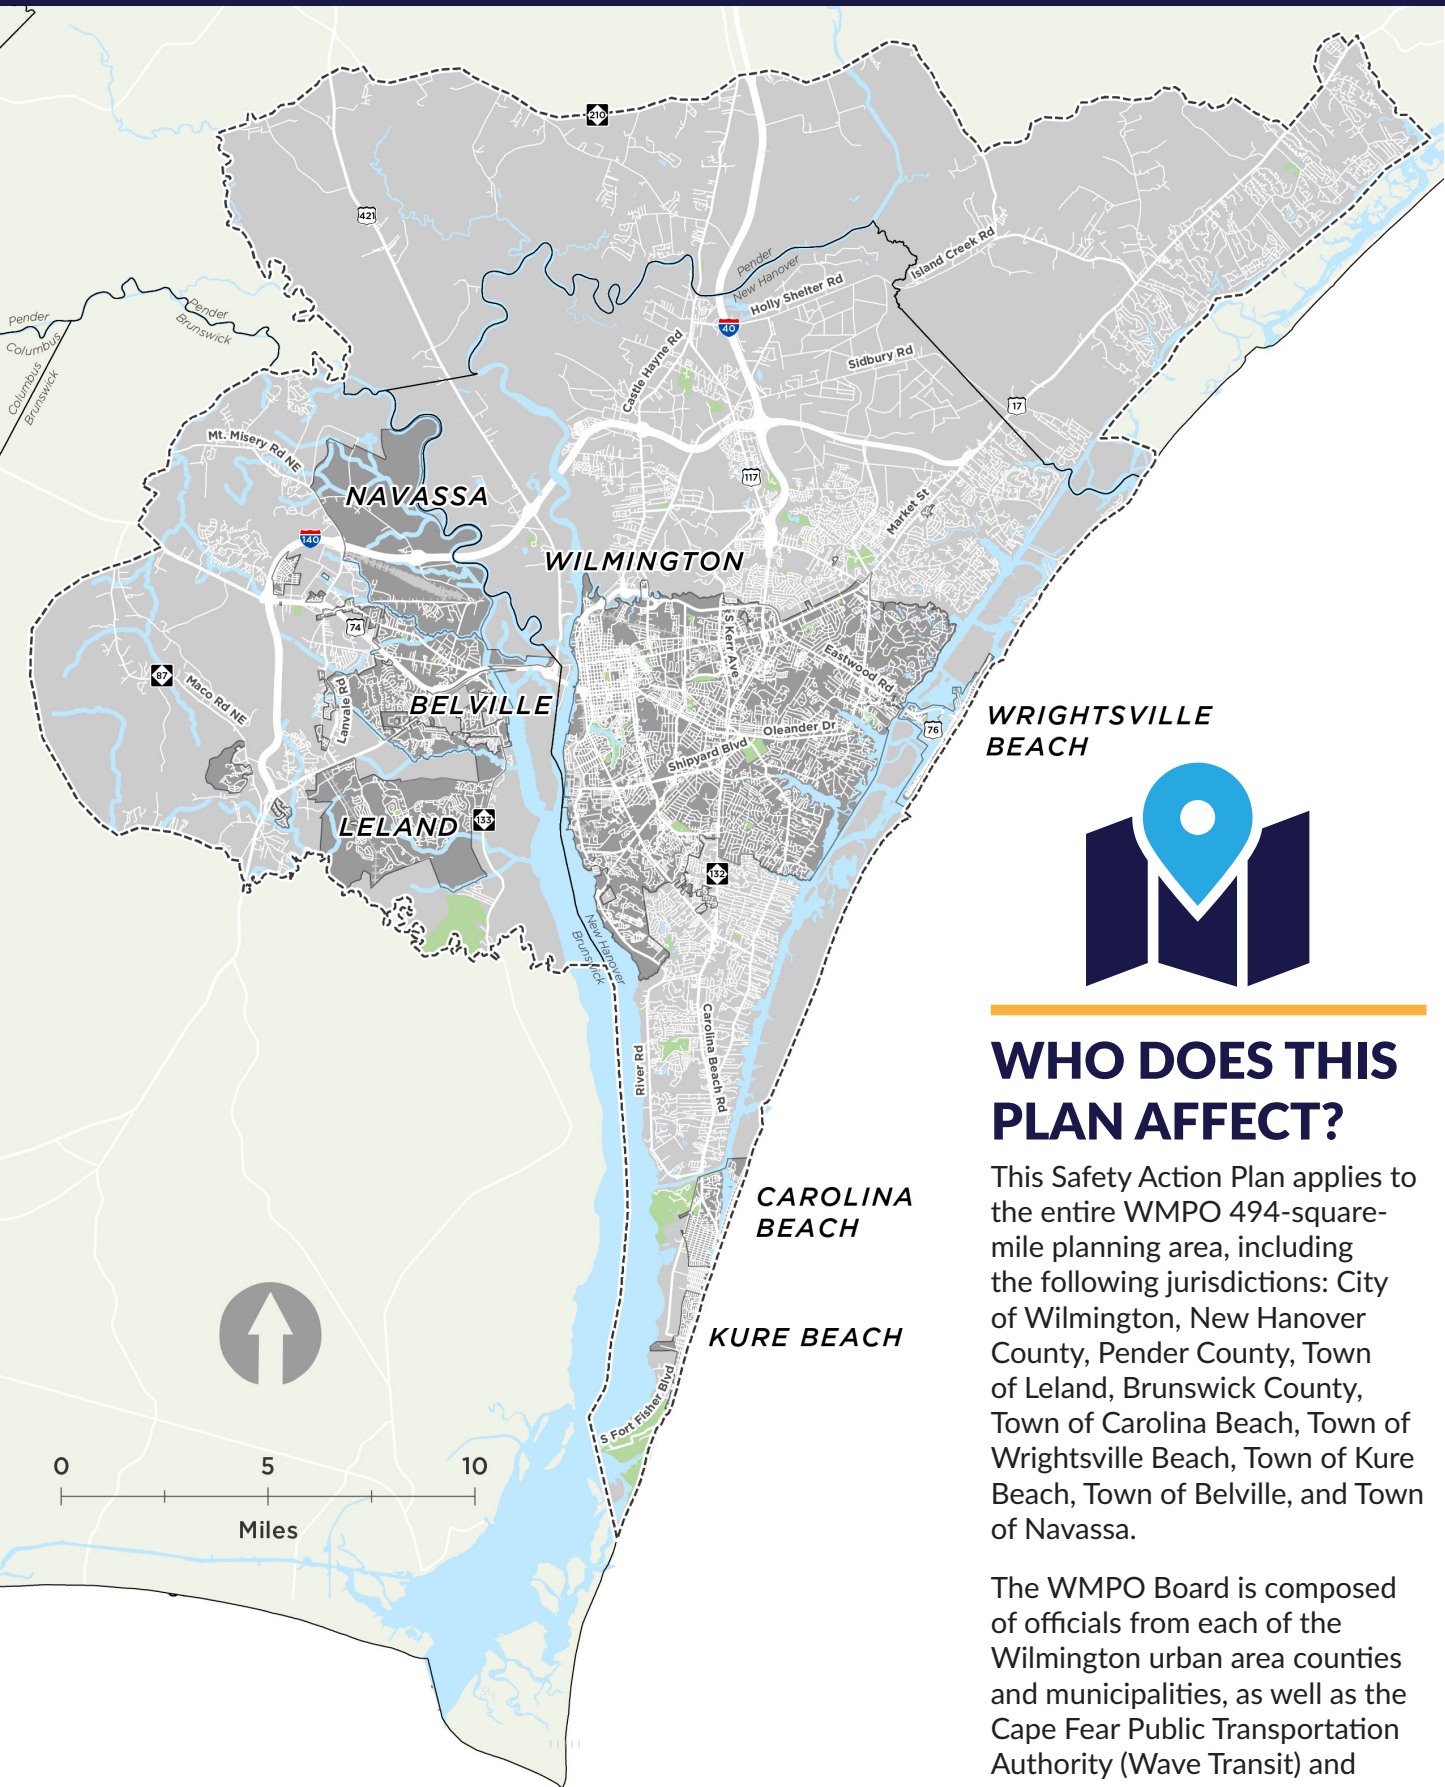 210
421
Island Creek Rd
Pender
New Hanover
Holly Shelter Rd
Pender
Brunswick
Pender
Columbus
Columbus
Brunswick
40
Castle Hayne Rd
Sidbury Rd
17
Mt. Misery Rd NE
NAVASSA
117
Market St
140
WILMINGTON
74
S Kerr Ave
Eastwood Rd
87
Maco Rd NE
Lanvale Rd
BELVILLE
Oleander Dr
76
WRIGHTSVILLE
BEACH
Shipyard Blvd
LELAND
133
132
New Hanover
Brunswick
River Rd
Carolina Beach Rd
CAROLINA
BEACH
KURE BEACH
S Fort Fisher Blvd
0 5 10
Miles
WHO DOES THIS
PLAN AFFECT?
This Safety Action Plan applies to
the entire WMPO 494-square-
mile planning area, including
the following jurisdictions: City
of Wilmington, New Hanover
County, Pender County, Town
of Leland, Brunswick County,
Town of Carolina Beach, Town of
Wrightsville Beach, Town of Kure
Beach, Town of Belville, and Town
of Navassa.
The WMPO Board is composed
of officials from each of the
Wilmington urban area counties
and municipalities, as well as the
Cape Fear Public Transportation
Authority (Wave Transit) and